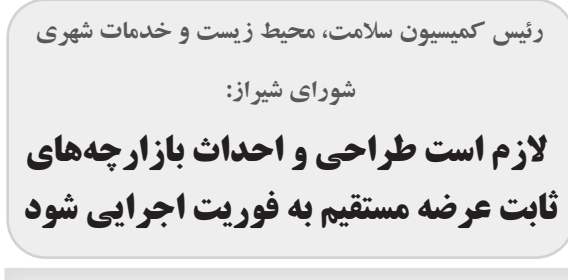 رئیس کمیسیون سلامت، محیط زیست و خدمات شهری
شورای شیراز:
لازم است طراحی و احداث بازارچه‌های
ثابت عرضه مستقیم به فوریت اجرایی شود